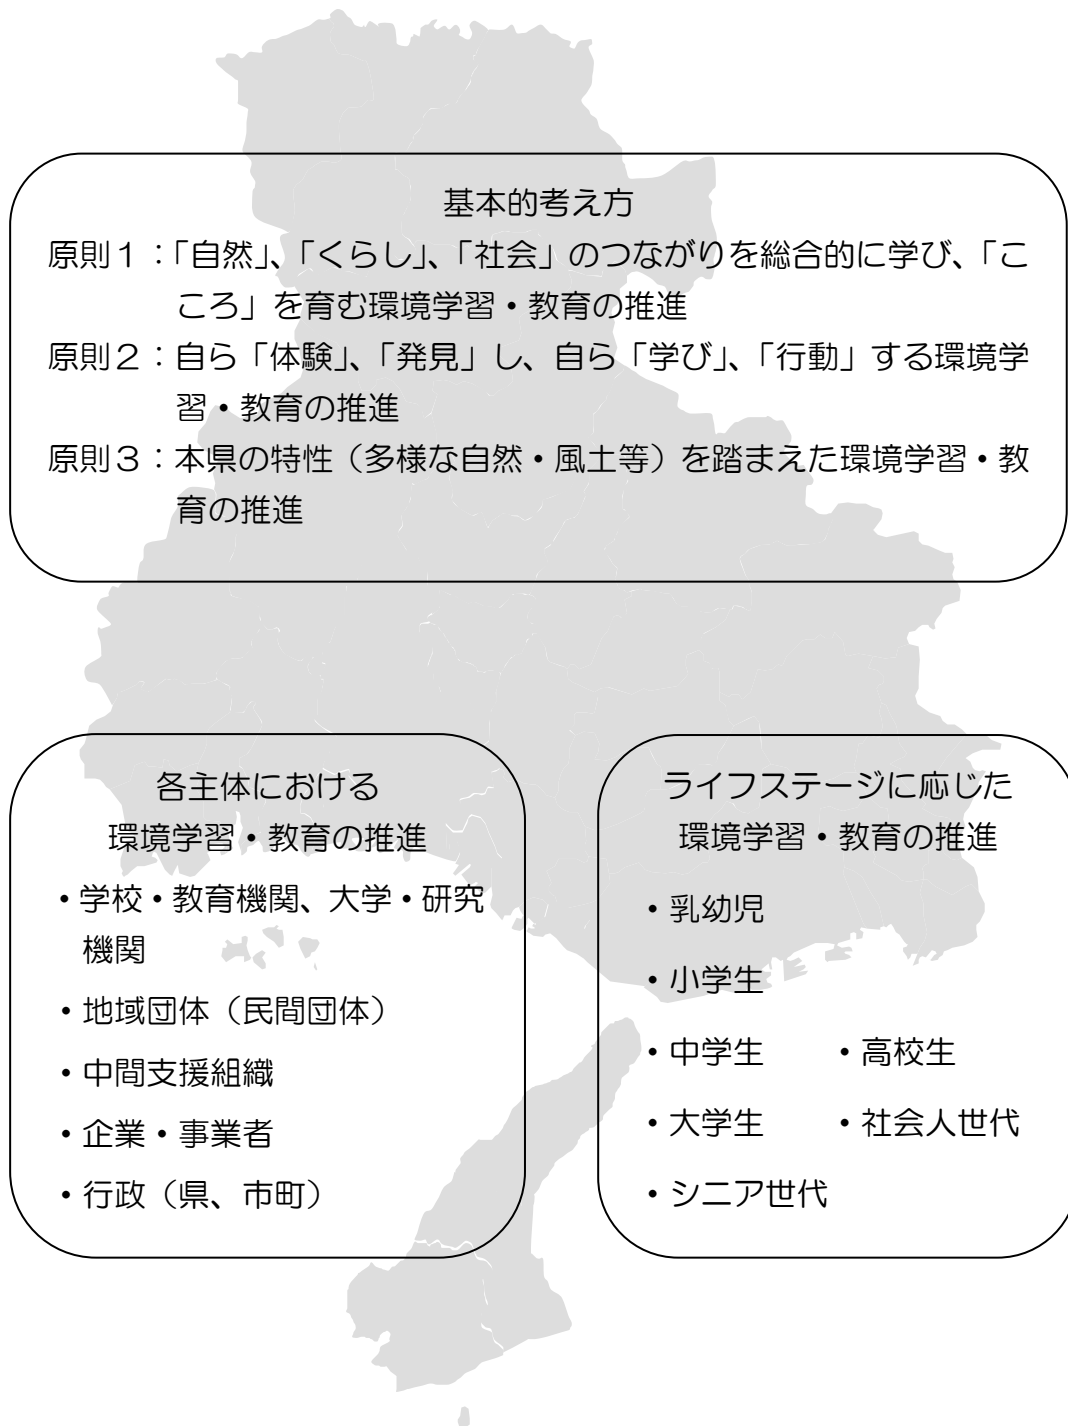 基本的考え方
原則１：「自然」、「くらし」、「社会」のつながりを総合的に学び、「こ
ころ」を育む環境学習・教育の推進
原則２：自ら「体験」、「発見」し、自ら「学び」、「行動」する環境学
習・教育の推進
原則３：本県の特性（多様な自然・風土等）を踏まえた環境学習・教
育の推進
各主体における
環境学習・教育の推進
・学校・教育機関、大学・研究
機関
・地域団体（民間団体）
・中間支援組織
・企業・事業者
・行政（県、市町）
ライフステージに応じた
環境学習・教育の推進
・乳幼児
・小学生
・中学生　　・高校生
・大学生　　・社会人世代
・シニア世代